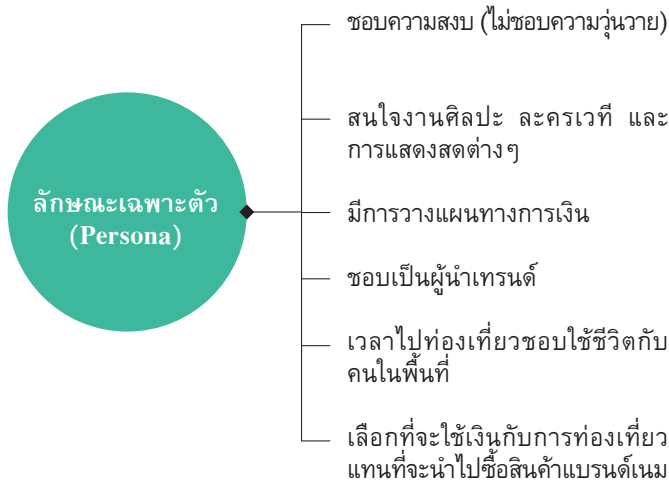 ลักษณะเฉพาะตัว
(Persona)
ชอบความสงบ (ไม่ชอบความวุ่นวาย)
สนใจงานศิลปะ ละครเวที และ
การแสดงสดต่างๆ
มีการวางแผนทางการเงิน
ชอบเป็นผู้นำเทรนด์
เวลาไปท่องเที่ยวชอบใช้ชีวิตกับ
คนในพื้นที่
เลือกที่จะใช้เงินกับการท่องเที่ยว
แทนที่จะนำไปซื้อสินค้าแบรนด์เนม